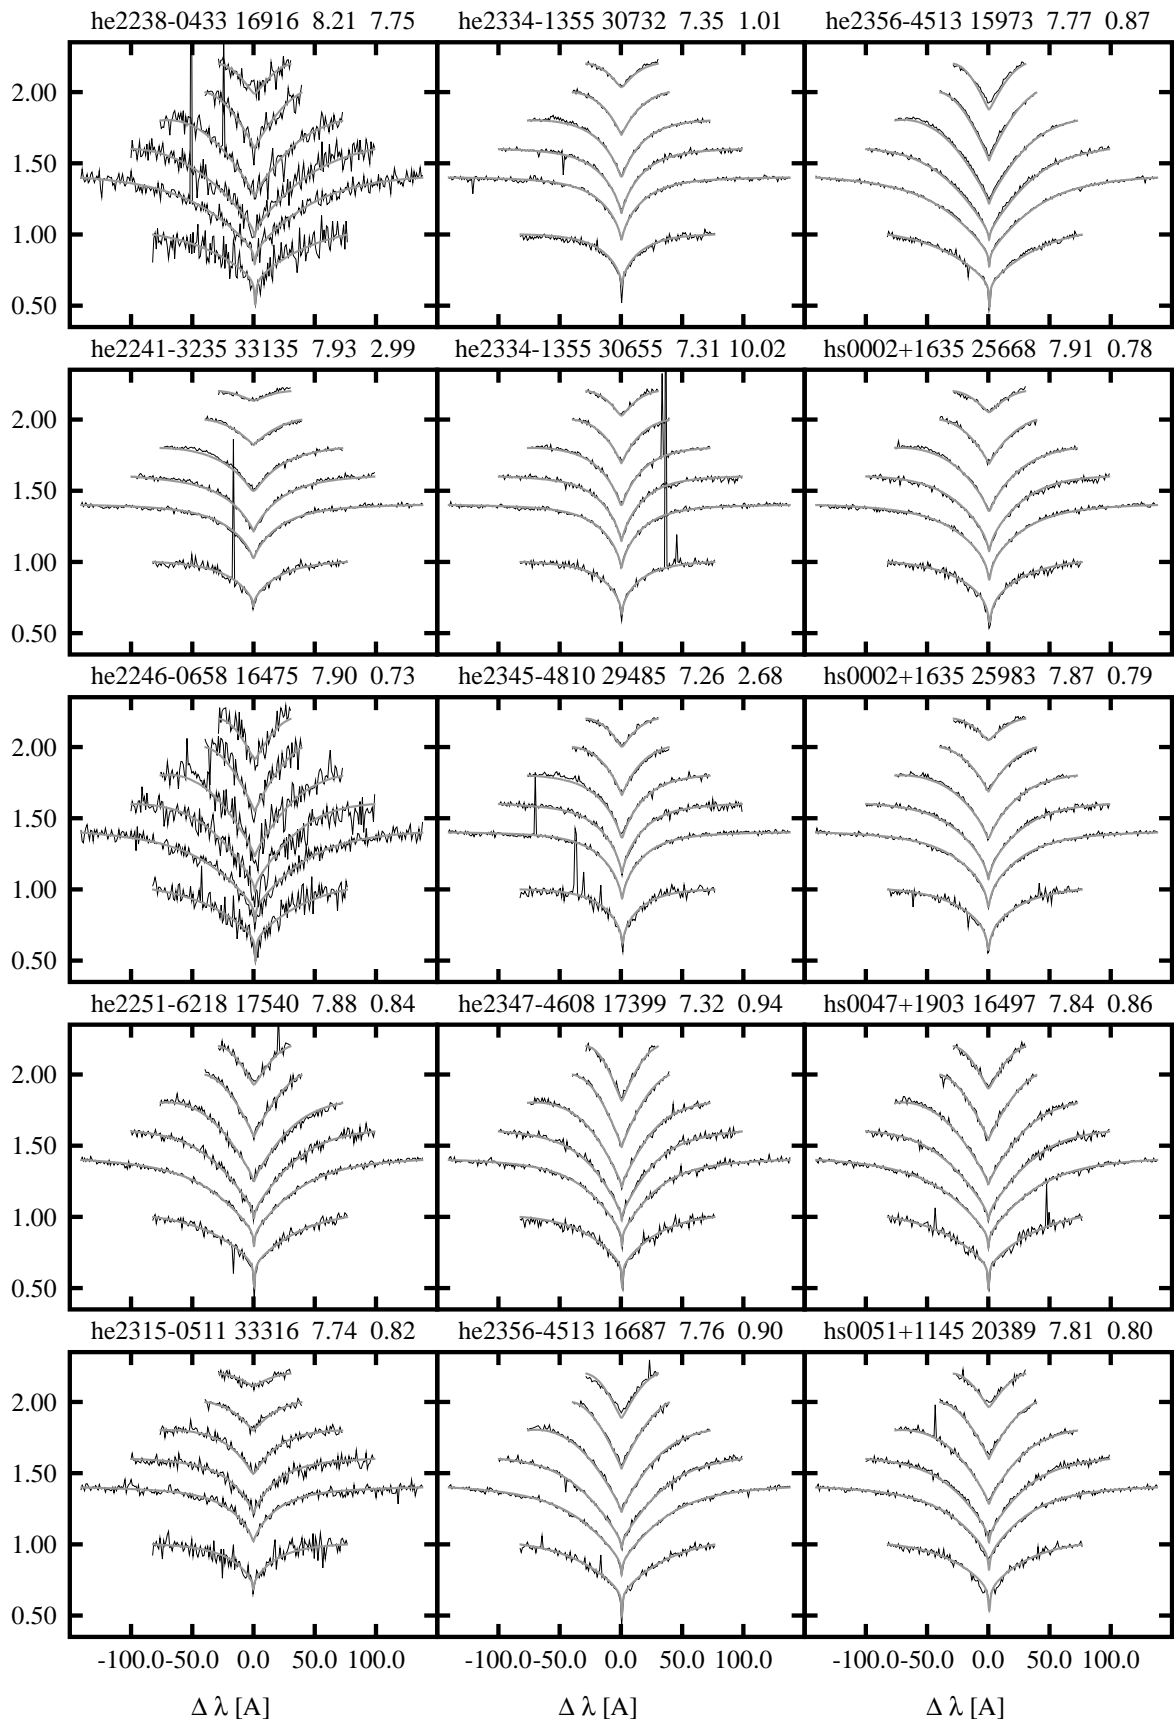 he2238-0433 16916 8.21 7.75
he2334-1355 30732 7.35 1.01
he2356-4513 15973 7.77 0.87
2.00
1.50
1.00
0.50
he2241-3235 33135 7.93 2.99
he2334-1355 30655 7.31 10.02
hs0002+1635 25668 7.91 0.78
2.00
1.50
1.00
0.50
he2246-0658 16475 7.90 0.73
he2345-4810 29485 7.26 2.68
hs0002+1635 25983 7.87 0.79
2.00
1.50
1.00
0.50
he2251-6218 17540 7.88 0.84
he2347-4608 17399 7.32 0.94
hs0047+1903 16497 7.84 0.86
2.00
1.50
1.00
0.50
he2315-0511 33316 7.74 0.82
he2356-4513 16687 7.76 0.90
hs0051+1145 20389 7.81 0.80
2.00
1.50
1.00
0.50
-100.0 -50.0 0.0 50.0 100.0
-100.0 -50.0 0.0 50.0 100.0
-100.0 -50.0 0.0 50.0 100.0
Δ λ [A]
Δ λ [A]
Δ λ [A]